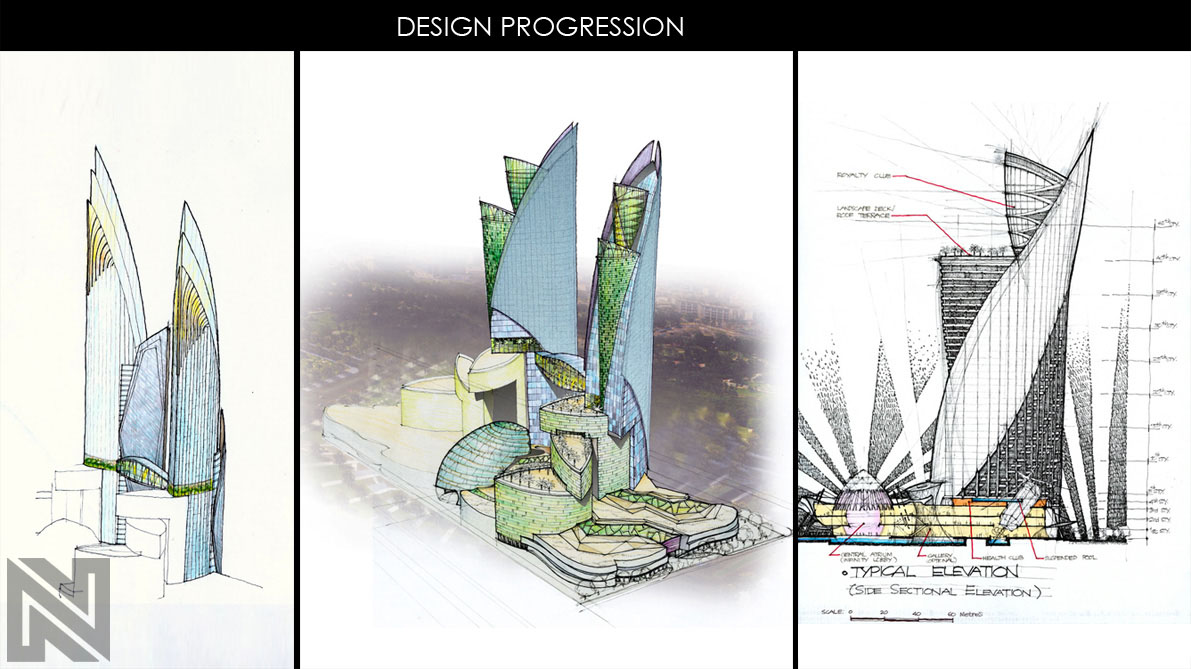 DESIGN PROGRESSION
ROYALTY CLUB
LANDSCAPE DECK/
ROOF TERRACE
CENTRAL ATRIUM
(INFINITY LOBBY)
GALLERY
(OPTIONAL)
HEALTH CLUB
SUSPENDED POOL
TYPICAL ELEVATION
(SIDE SECTIONAL ELEVATION)
SCALE: 0 20 40 60 Metres